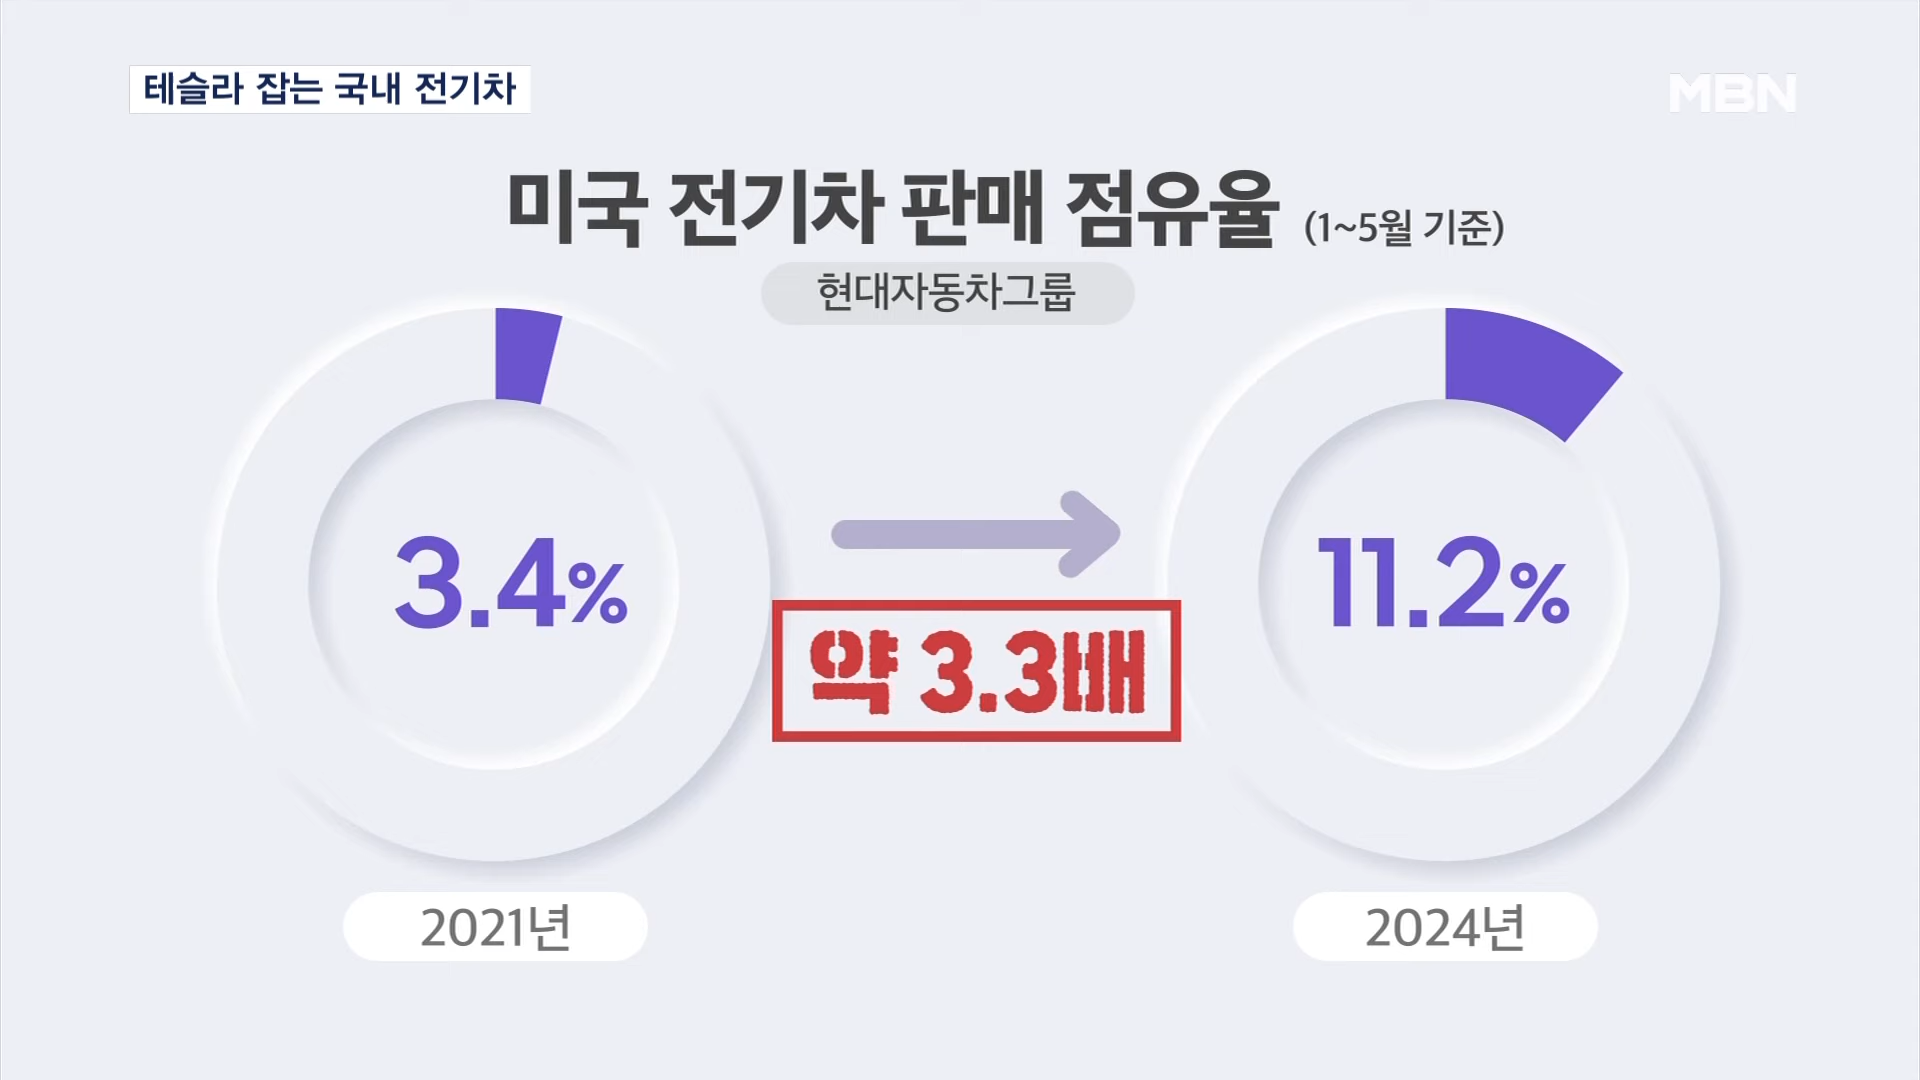 테슬라 잡는 국내 전기차
MBN
미국 전기차 판매 점유율 (1~5월 기준)
현대자동차그룹
3.4%
11.2%
약 3.3배
2021년
2024년